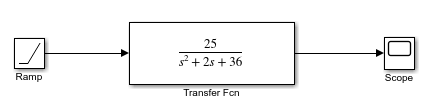 25
s² + 2s + 36
Ramp
Transfer Fcn
Scope